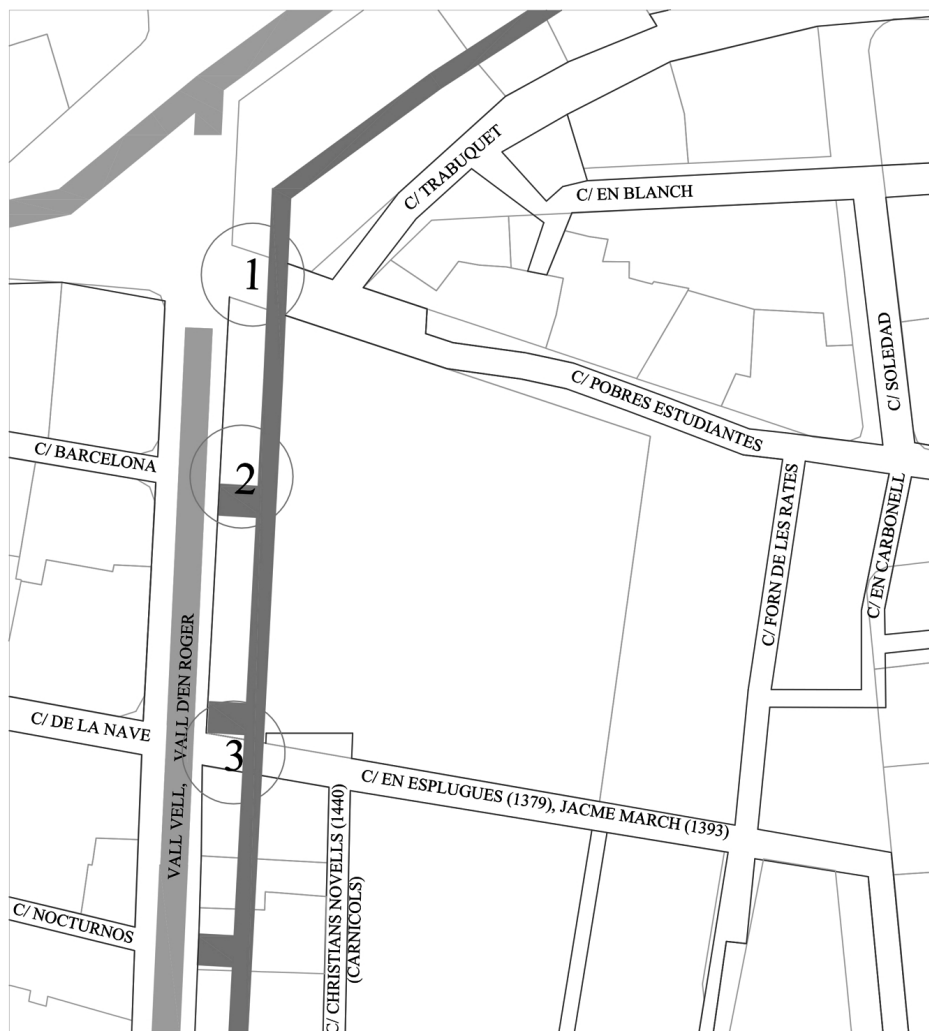 C/ TRABUQUET
C/ EN BLANCH
1
C/ SOLEDAD
C/ POBRES ESTUDIANTES
C/ BARCELONA
2
C/ FORN DE LES RATES
C/ EN CARBONELL
VALL VELL, VALL D'EN ROGER
C/ DE LA NAVE
3
C/ EN ESPLUGUES (1379), JACME MARCH (1393)
C/ CHRISTIANS NOVELLS (1440)
(CARNICOLS)
C/ NOCTURNOS